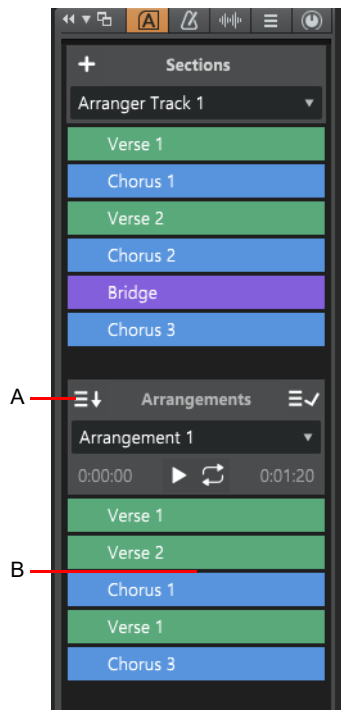 A
Sections
Arranger Track 1
Verse 1
Chorus 1
Verse 2
Chorus 2
Bridge
Chorus 3
A
Arrangements
Arrangement 1
0:00:00 0:01:20
Verse 1
Verse 2
B
Chorus 1
Verse 1
Chorus 3